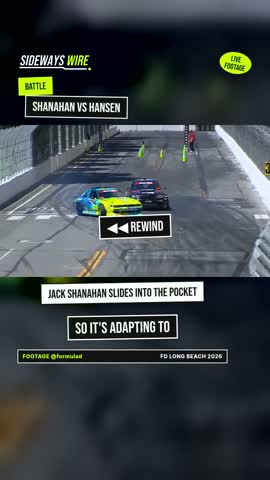 SIDEWAYS WIRE.
LIVE
FOOTAGE
BATTLE
SHANAHAN VS HANSEN
REWIND
JACK SHANAHAN SLIDES INTO THE POCKET
SO IT'S ADAPTING TO
FOOTAGE @formulad
FD LONG BEACH 2026